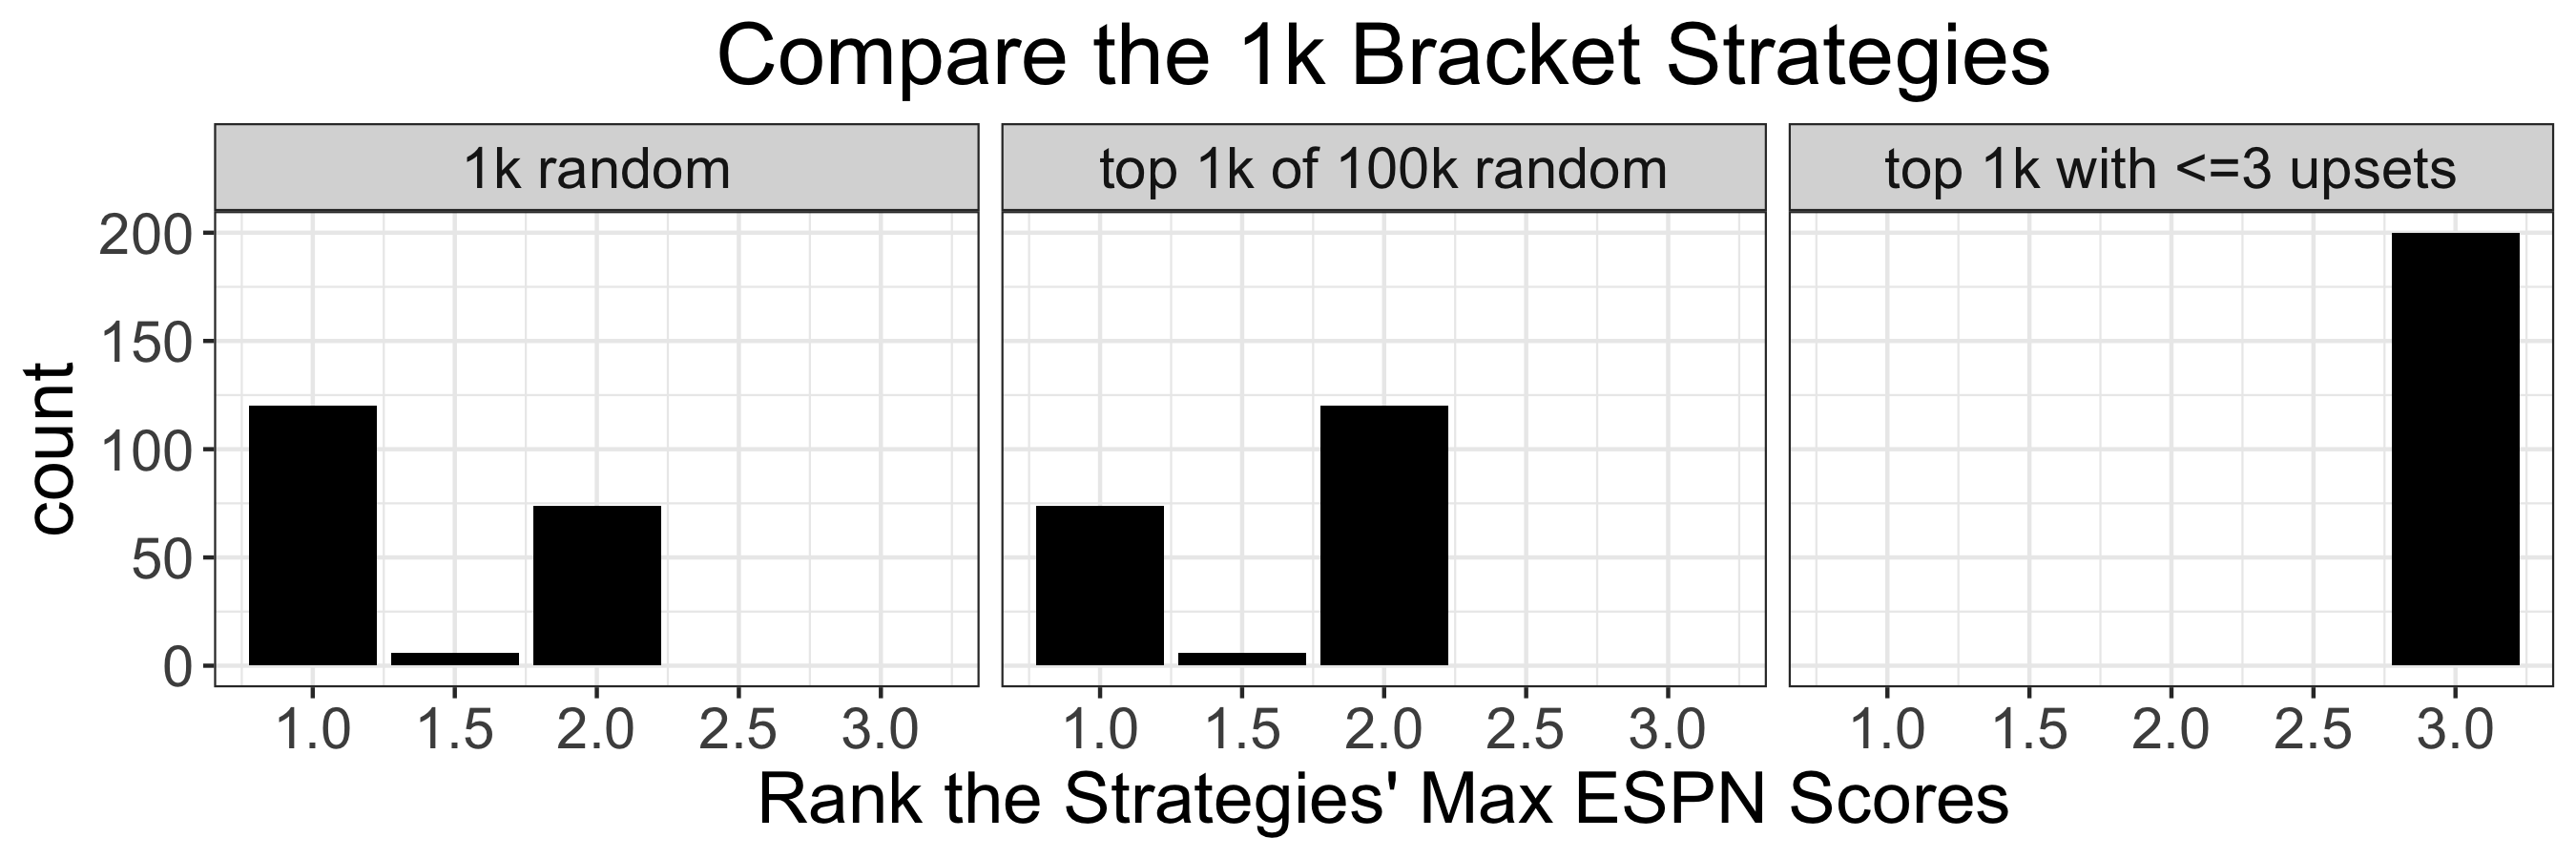 Compare the 1k Bracket Strategies
1k random
top 1k of 100k random
top 1k with <=3 upsets
200
150
100
50
0
count
1.0 1.5 2.0 2.5 3.0
1.0 1.5 2.0 2.5 3.0
1.0 1.5 2.0 2.5 3.0
Rank the Strategies' Max ESPN Scores